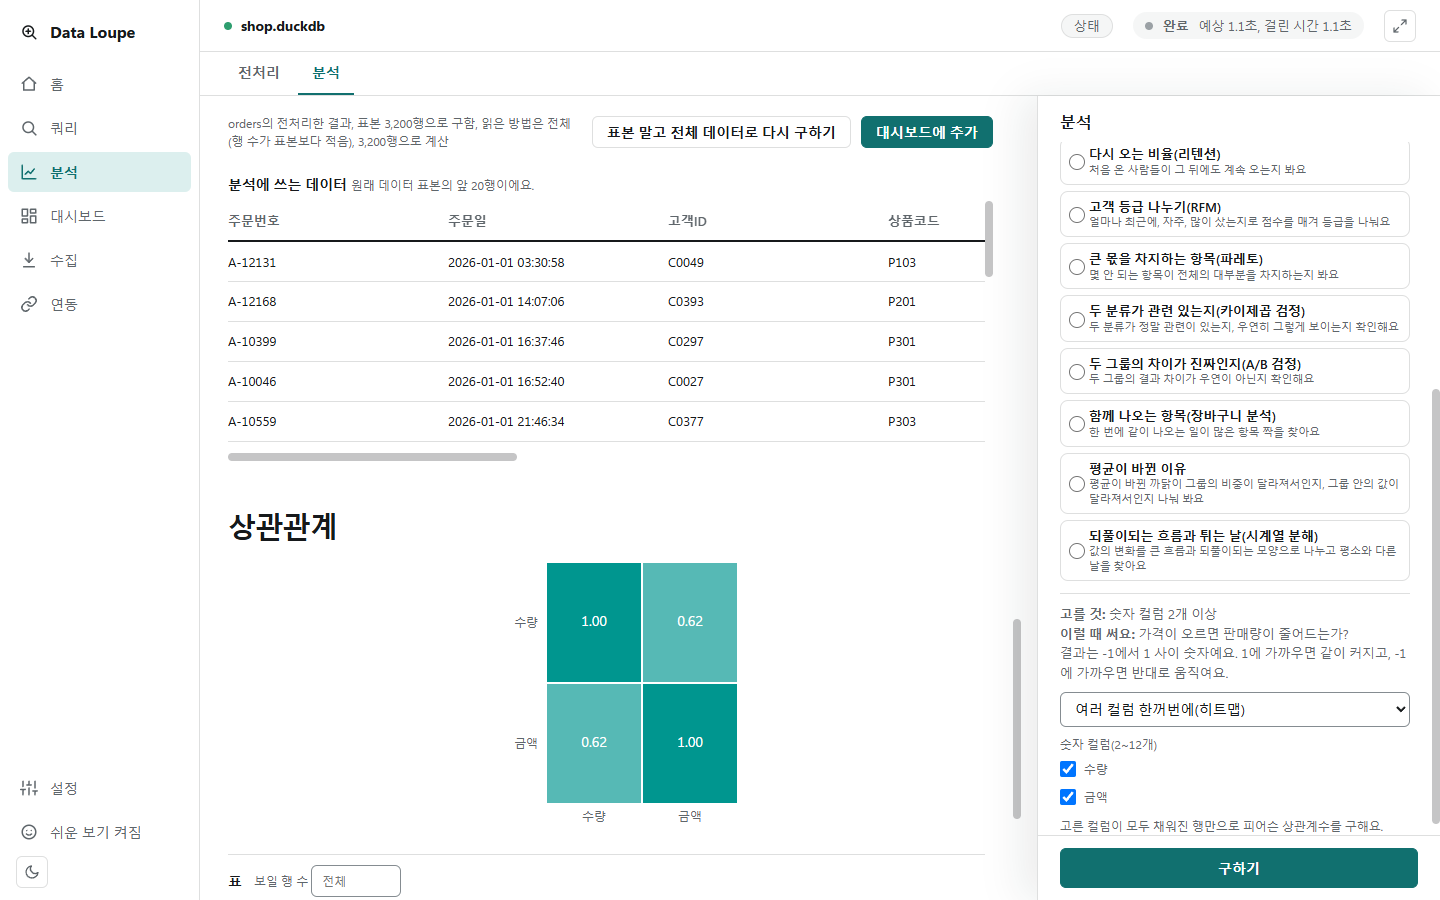 Data Loupe
홈
쿼리
분석
대시보드
수집
연동
설정
쉬운 보기 켜짐
shop.duckdb
상태
완료 예상 1.1초, 걸린 시간 1.1초
전처리
분석
orders의 전처리한 결과, 표본 3,200행으로 구함, 읽은 방법은 전체
(행 수가 표본보다 적음), 3,200행으로 계산
표본 말고 전체 데이터로 다시 구하기
대시보드에 추가
분석에 쓰는 데이터 원래 데이터 표본의 앞 20행이에요.
주문번호 주문일 고객ID 상품코드
A-12131 2026-01-01 03:30:58 C0049 P103
A-12168 2026-01-01 14:07:06 C0393 P201
A-10399 2026-01-01 16:37:46 C0297 P301
A-10046 2026-01-01 16:52:40 C0027 P301
A-10559 2026-01-01 21:46:34 C0377 P303
상관관계
수량 1.00 0.62
금액 0.62 1.00
수량 금액
표 보일 행 수 전체
분석
다시 오는 비율(리텐션)
처음 온 사람들이 그 뒤에도 계속 오는지 봐요
고객 등급 나누기(RFM)
얼마나 최근에, 자주, 많이 샀는지로 점수를 매겨 등급을 나눠요
큰 몫을 차지하는 항목(파레토)
몇 안 되는 항목이 전체의 대부분을 차지하는지 봐요
두 분류가 관련 있는지(카이제곱 검정)
두 분류가 정말 관련이 있는지, 우연히 그렇게 보이는지 확인해요
두 그룹의 차이가 진짜인지(A/B 검정)
두 그룹의 결과 차이가 우연이 아닌지 확인해요
함께 나오는 항목(장바구니 분석)
한 번에 같이 나오는 일이 많은 항목 짝을 찾아요
평균이 바뀐 이유
평균이 바뀐 까닭이 그룹의 비중이 달라져서인지, 그룹 안의 값이
달라져서인지 나눠 봐요
되풀이되는 흐름과 튀는 날(시계열 분해)
값의 변화를 큰 흐름과 되풀이되는 모양으로 나누고 평소와 다른
날을 찾아요
고를 것: 숫자 컬럼 2개 이상
이럴 때 써요: 가격이 오르면 판매량이 줄어드는가?
결과는 -1에서 1 사이 숫자예요. 1에 가까우면 같이 커지고, -1
에 가까우면 반대로 움직여요.
여러 컬럼 한꺼번에(히트맵)
숫자 컬럼(2~12개)
수량
금액
고른 컬럼이 모두 채워진 행만으로 피어슨 상관계수를 구해요.
구하기